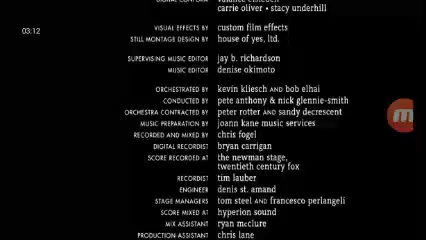 carrie oliver • stacy underhill
03:12
VISUAL EFFECTS BY custom film effects
STILL MONTAGE DESIGN BY house of yes, ltd.
SUPERVISING MUSIC EDITOR jay b. richardson
MUSIC EDITOR denise okimoto
ORCHESTRATED BY kevin kliesch AND bob elhai
CONDUCTED BY pete anthony & nick glennie-smith
ORCHESTRA CONTRACTED BY peter rotter AND sandy decrescent
MUSIC PREPARATION BY joann kane music services
RECORDED AND MIXED BY chris fogel
DIGITAL RECORDIST bryan carrigan
SCORE RECORDED AT the newman stage,
twentieth century fox
RECORDIST tim lauber
ENGINEER denis st. amand
STAGE MANAGERS tom steel AND francesco perlangeli
SCORE MIXED AT hyperion sound
MIX ASSISTANT ryan mcclure
PRODUCTION ASSISTANT chris lane